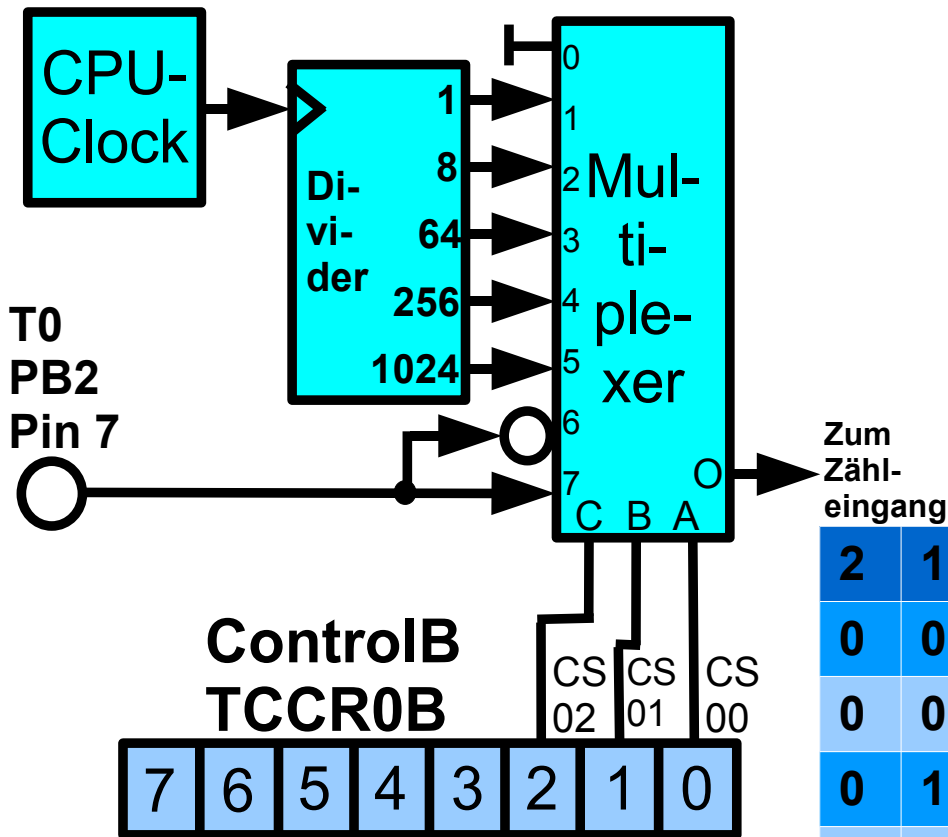 CPU-
Clock
Di-
vi-
der
1
8
64
256
1024
0
1
2
3
4
5
6
7
Mul-
ti-
ple-
xer
C B A
O
T0
PB2
Pin 7
Zum
Zähl-
eingang
ControlB
TCCR0B
CS
02
CS
01
CS
00
7 6 5 4 3 2 1 0
2 1
0 0
0 0
0 1